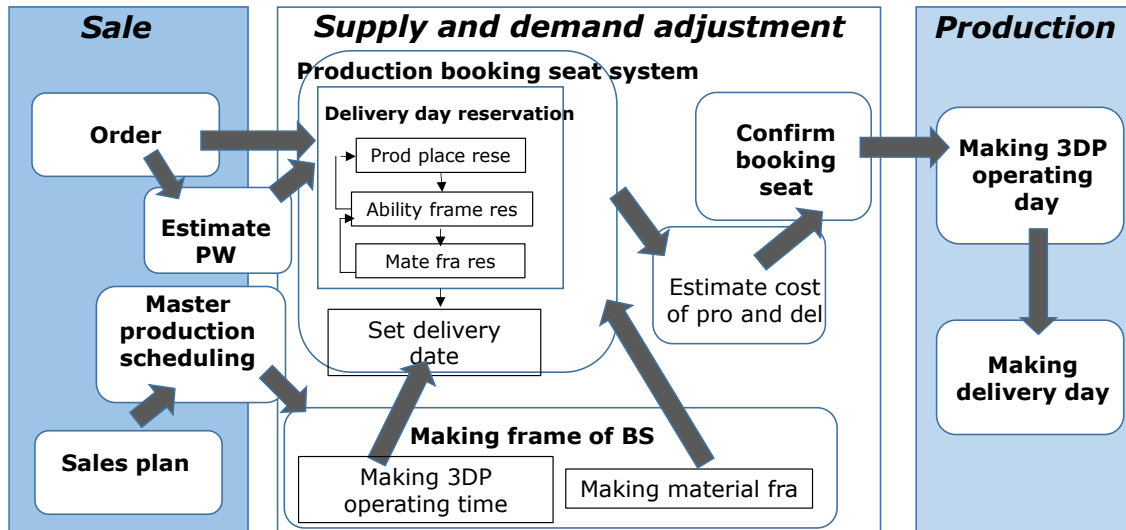 Sale
Supply and demand adjustment
Production
Production booking seat system
Delivery day reservation
Order
Prod place rese
Confirm
booking
seat
Making 3DP
operating
day
Estimate
PW
Ability frame res
Mate fra res
Estimate cost
of pro and del
Master
production
scheduling
Set delivery
date
Making
delivery day
Sales plan
Making frame of BS
Making 3DP
operating time
Making material fra